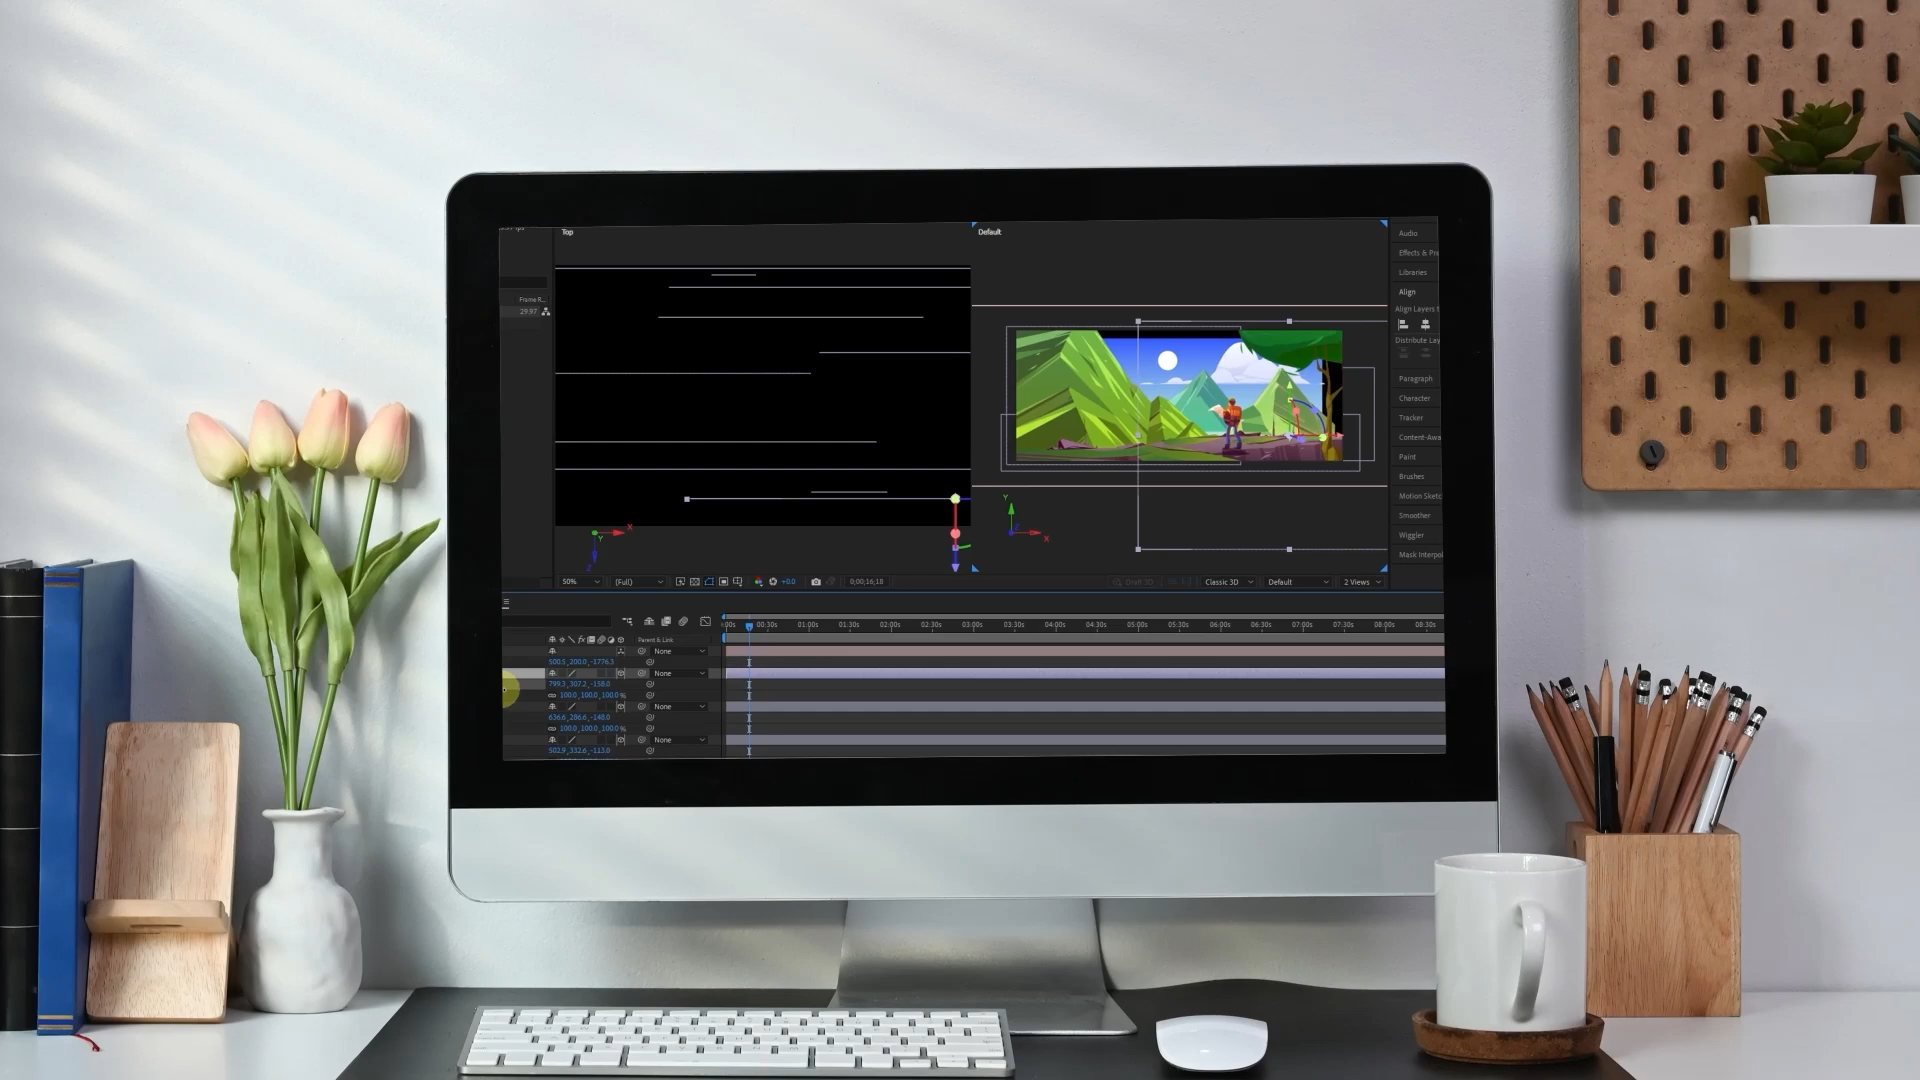 Top
Default
Frame R...
29.97
Audio
Effects & Pre
Libraries
Align
Align Layers t
Distribute Lay
Paragraph
Character
Tracker
Content-Awa
Paint
Brushes
Motion Sketc
Smoother
Wiggler
Mask Interpol
Y
X
Z
Y
X
50%
(Full)
+0.0
0;00;16;18
Draft 3D
Classic 3D
Default
2 Views
00:30s 01:00s 01:30s 02:00s 02:30s 03:00s 03:30s 04:00s 04:30s 05:00s 05:30s 06:00s 06:30s 07:00s 07:30s 08:00s 08:30s
fx
Parent & Link
None
500.5, 200.0, -1776.3
None
799.3, 307.2, -158.0
100.0, 100.0, 100.0 %
None
636.6, 286.6, -148.0
100.0, 100.0, 100.0 %
None
502.9, 332.6, -113.0